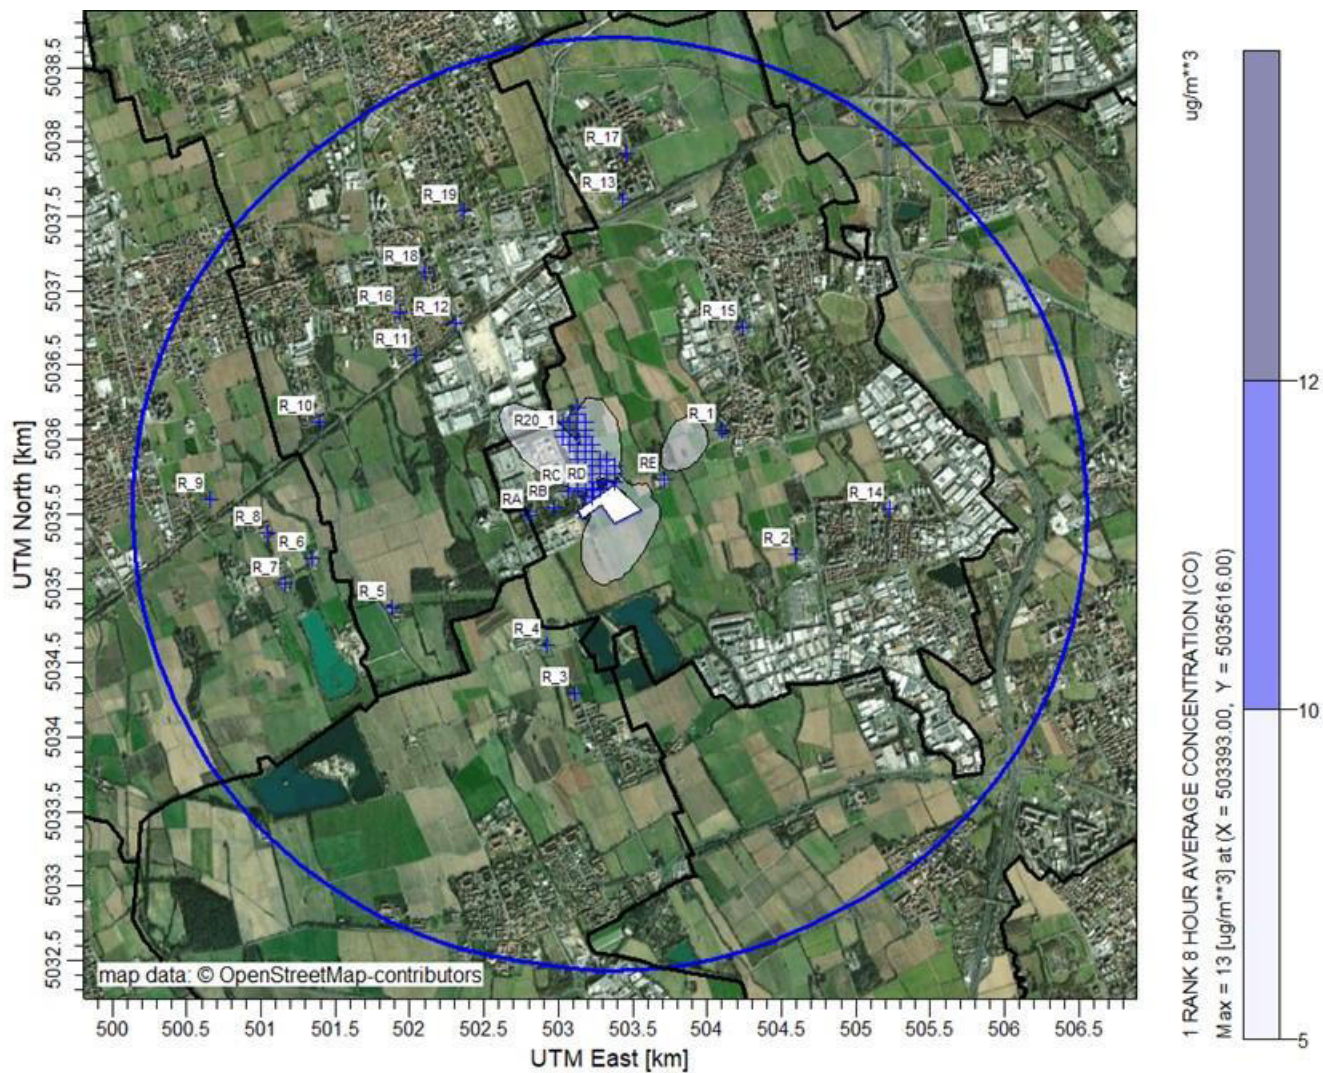 UTM North [km]
5038.5
5038
5037.5
5037
5036.5
5036
5035.5
5035
5034.5
5034
5033.5
5033
5032.5
R_17
R_13
R_19
R_18
R_16
R_12
R_15
R_11
R_10
R20_1
R_1
RE
RC
RD
RB
RA
R_9
R_14
R_8
R_6
R_2
R_7
R_5
R_4
R_3
map data: © OpenStreetMap-contributors
500
500.5
501
501.5
502
502.5
503
503.5
504
504.5
505
505.5
506
506.5
UTM East [km]
ug/m**3
1 RANK 8 HOUR AVERAGE CONCENTRATION (CO)
Max = 13 [ug/m**3] at (X = 503393.00, Y = 5035616.00)
12
10
5